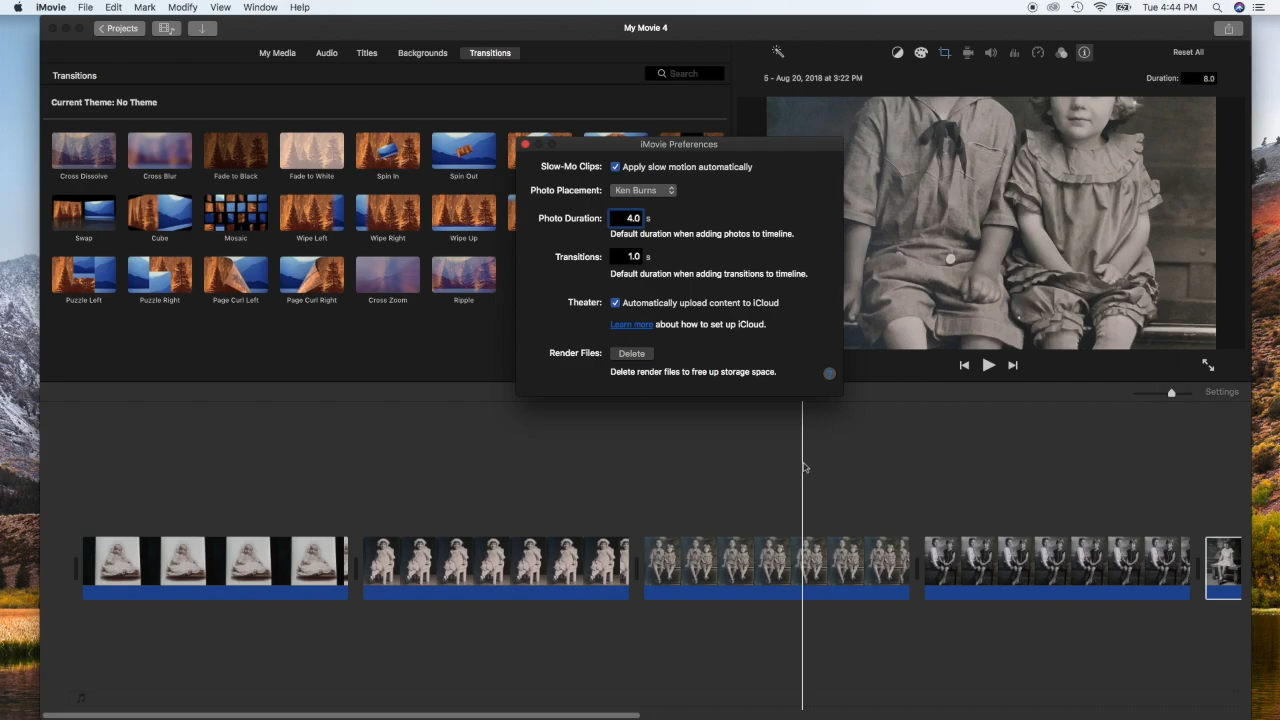 iMovie File Edit Mark Modify View Window Help Tue 4:44 PM
Projects My Movie 4
My Media Audio Titles Backgrounds Transitions Reset All
Transitions Search 5 - Aug 20, 2018 at 3:22 PM Duration: 8.0
Current Theme: No Theme
Cross Dissolve Cross Blur Fade to Black Fade to White Spin In Spin Out
Swap Cube Mosaic Wipe Left Wipe Right Wipe Up
Puzzle Left Puzzle Right Page Curl Left Page Curl Right Cross Zoom Ripple
iMovie Preferences
Slow-Mo Clips: Apply slow motion automatically
Photo Placement: Ken Burns
Photo Duration: 4.0 s
Default duration when adding photos to timeline.
Transitions: 1.0 s
Default duration when adding transitions to timeline.
Theater: Automatically upload content to iCloud
Learn more about how to set up iCloud.
Render Files: Delete
Delete render files to free up storage space.
?
Settings